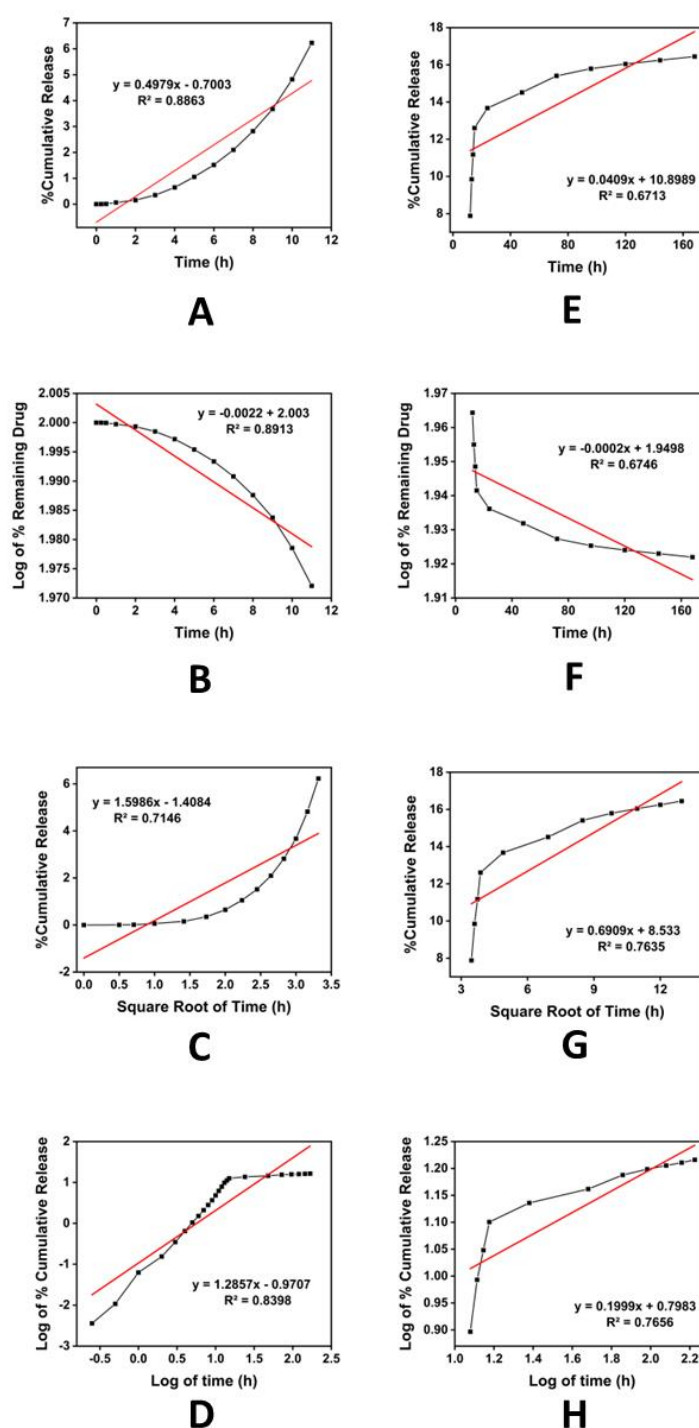 %Cumulative Release
7
6
5
4
3
2
1
0
y = 0.4979x - 0.7003
R² = 0.8863
0 2 4 6 8 10 12
Time (h)
A
%Cumulative Release
18
16
14
12
10
8
y = 0.0409x + 10.8989
R² = 0.6713
0 40 80 120 160
Time (h)
E
Log of % Remaining Drug
2.005
2.000
1.995
1.990
1.985
1.980
1.975
1.970
y = -0.0022 + 2.003
R² = 0.8913
0 2 4 6 8 10 12
Time (h)
B
Log of % Remaining Drug
1.97
1.96
1.95
1.94
1.93
1.92
1.91
y = -0.0002x + 1.9498
R² = 0.6746
0 40 80 120 160
Time (h)
F
%Cumulative Release
6
4
2
0
-2
y = 1.5986x - 1.4084
R² = 0.7146
0.0 0.5 1.0 1.5 2.0 2.5 3.0 3.5
Square Root of Time (h)
C
%Cumulative Release
18
16
14
12
10
8
y = 0.6909x + 8.533
R² = 0.7635
3 6 9 12
Square Root of Time (h)
G
Log of % Cumulative Release
2
1
0
-1
-2
-3
y = 1.2857x - 0.9707
R² = 0.8398
-0.5 0.0 0.5 1.0 1.5 2.0 2.5
Log of time (h)
D
Log of % Cumulative Release
1.25
1.20
1.15
1.10
1.05
1.00
0.95
0.90
y = 0.1999x + 0.7983
R² = 0.7656
1.0 1.2 1.4 1.6 1.8 2.0 2.2
Log of time (h)
H